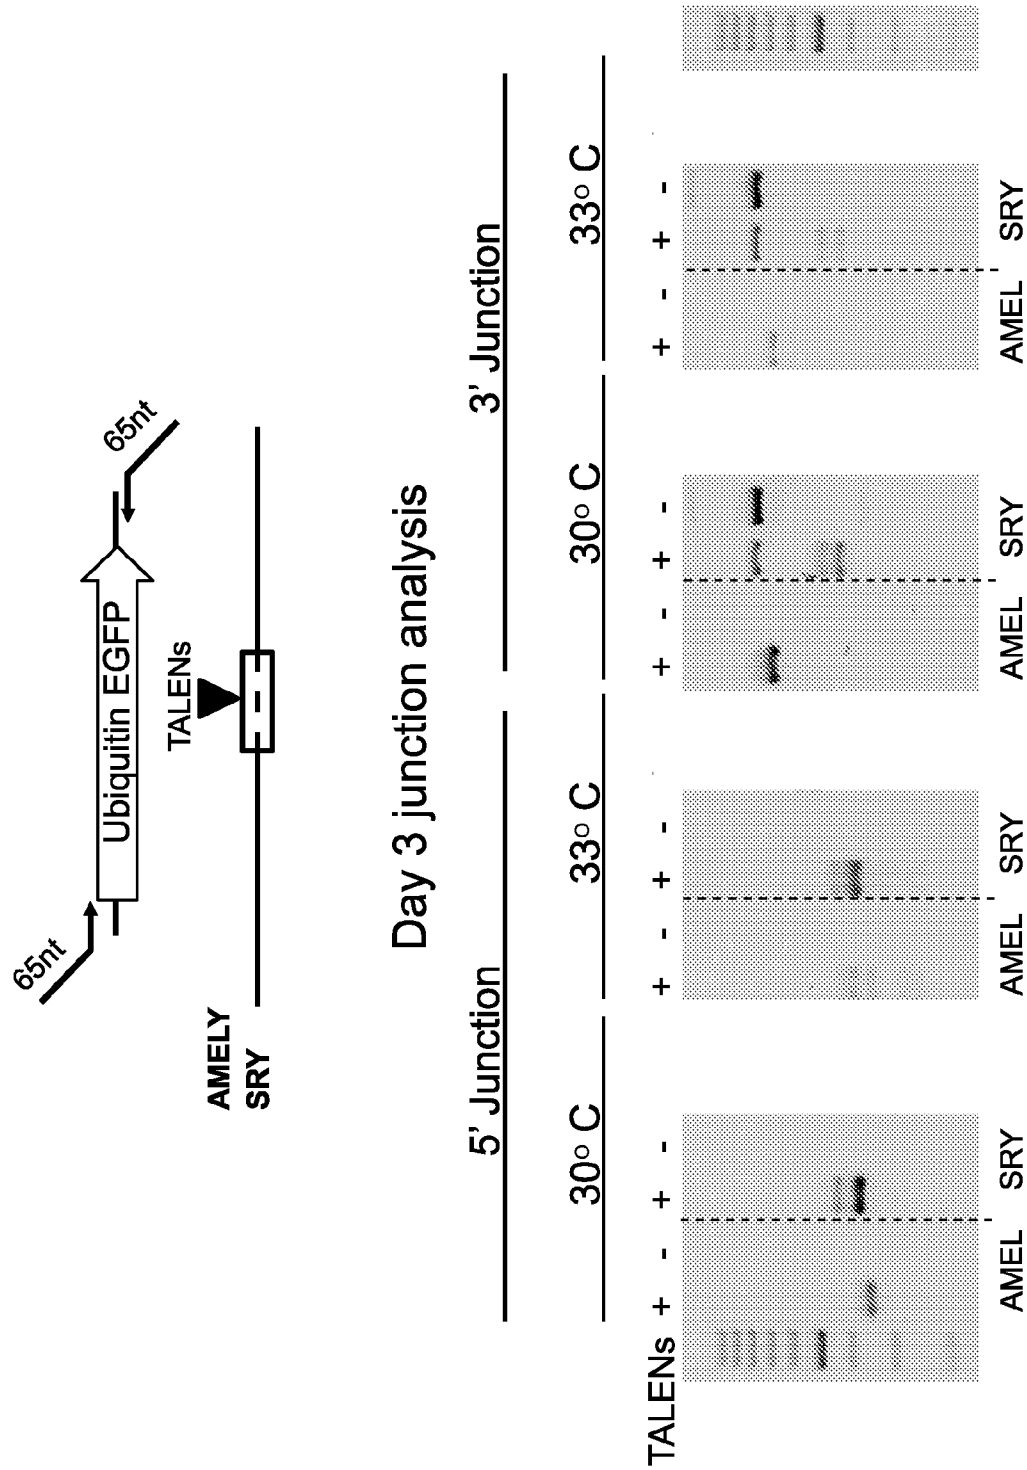 65nt
Ubiquitin EGFP
65nt
TALENs
AMELY
SRY
Day 3 junction analysis
5' Junction 3' Junction
30° C 33° C 30° C 33° C
TALENs + - + - + - + - + - + - + - + -
AMEL SRY AMEL SRY AMEL SRY AMEL SRY